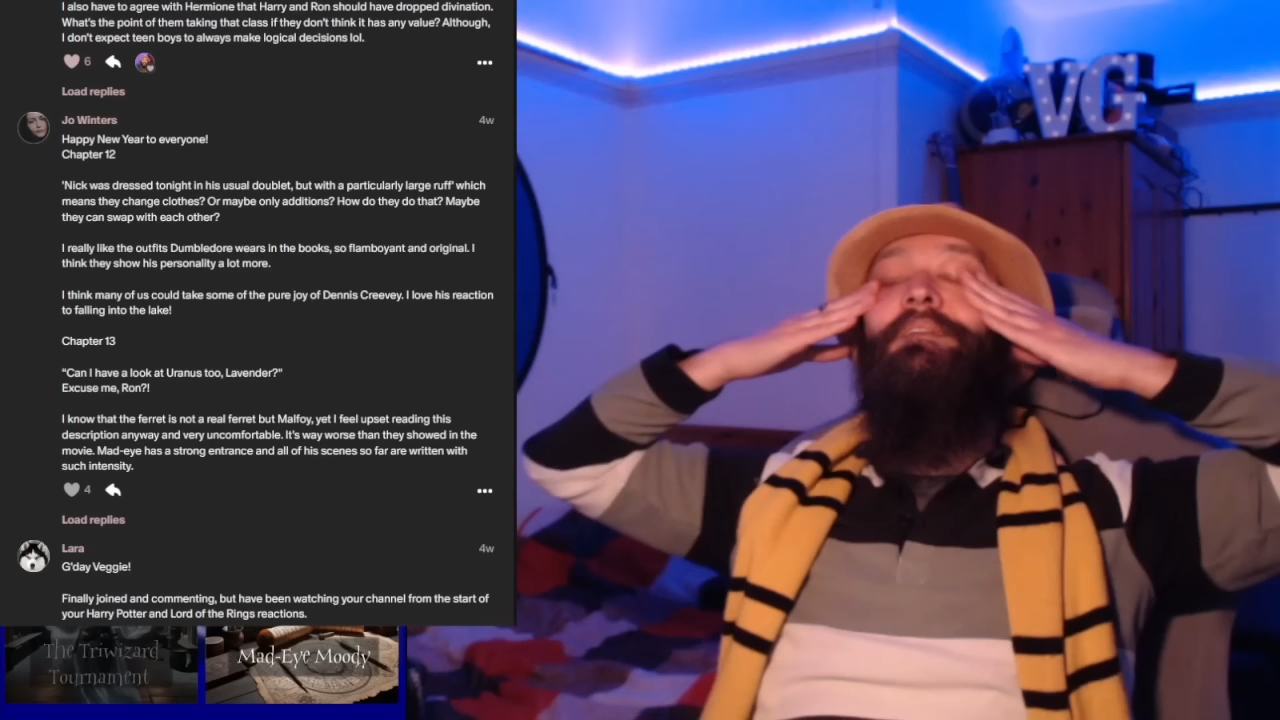 I also have to agree with Hermione that Harry and Ron should have dropped divination.
What's the point of them taking that class if they don't think it has any value? Although,
I don't expect teen boys to always make logical decisions lol.
6
Load replies
Jo Winters 4w
Happy New Year to everyone!
Chapter 12
'Nick was dressed tonight in his usual doublet, but with a particularly large ruff' which
means they change clothes? Or maybe only additions? How do they do that? Maybe
they can swap with each other?
I really like the outfits Dumbledore wears in the books, so flamboyant and original. I
think they show his personality a lot more.
I think many of us could take some of the pure joy of Dennis Creevey. I love his reaction
to falling into the lake!
Chapter 13
"Can I have a look at Uranus too, Lavender?"
Excuse me, Ron?!
I know that the ferret is not a real ferret but Malfoy, yet I feel upset reading this
description anyway and very uncomfortable. It's way worse than they showed in the
movie. Mad-eye has a strong entrance and all of his scenes so far are written with
such intensity.
4
Load replies
Lara 4w
G'day Veggie!
Finally joined and commenting, but have been watching your channel from the start of
your Harry Potter and Lord of the Rings reactions.
The Triwizard
Tournament
Mad-Eye Moody
VG